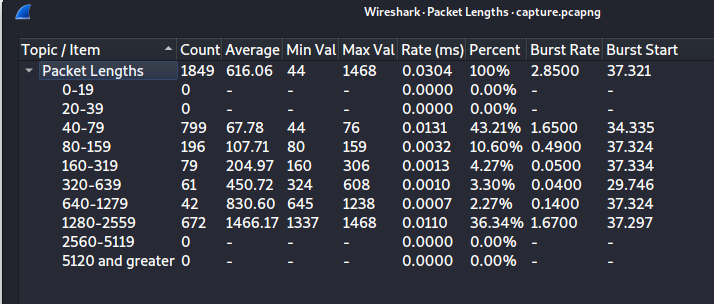 Wireshark · Packet Lengths · capture.pcapng
Topic / Item Count Average Min Val Max Val Rate (ms) Percent Burst Rate Burst Start
Packet Lengths 1849 616.06 44 1468 0.0304 100% 2.8500 37.321
0-19 0 - - - 0.0000 0.00% - -
20-39 0 - - - 0.0000 0.00% - -
40-79 799 67.78 44 76 0.0131 43.21% 1.6500 34.335
80-159 196 107.71 80 159 0.0032 10.60% 0.4900 37.324
160-319 79 204.97 160 306 0.0013 4.27% 0.0500 37.334
320-639 61 450.72 324 608 0.0010 3.30% 0.0400 29.746
640-1279 42 830.60 645 1238 0.0007 2.27% 0.1400 37.324
1280-2559 672 1466.17 1337 1468 0.0110 36.34% 1.6700 37.297
2560-5119 0 - - - 0.0000 0.00% - -
5120 and greater 0 - - - 0.0000 0.00% - -